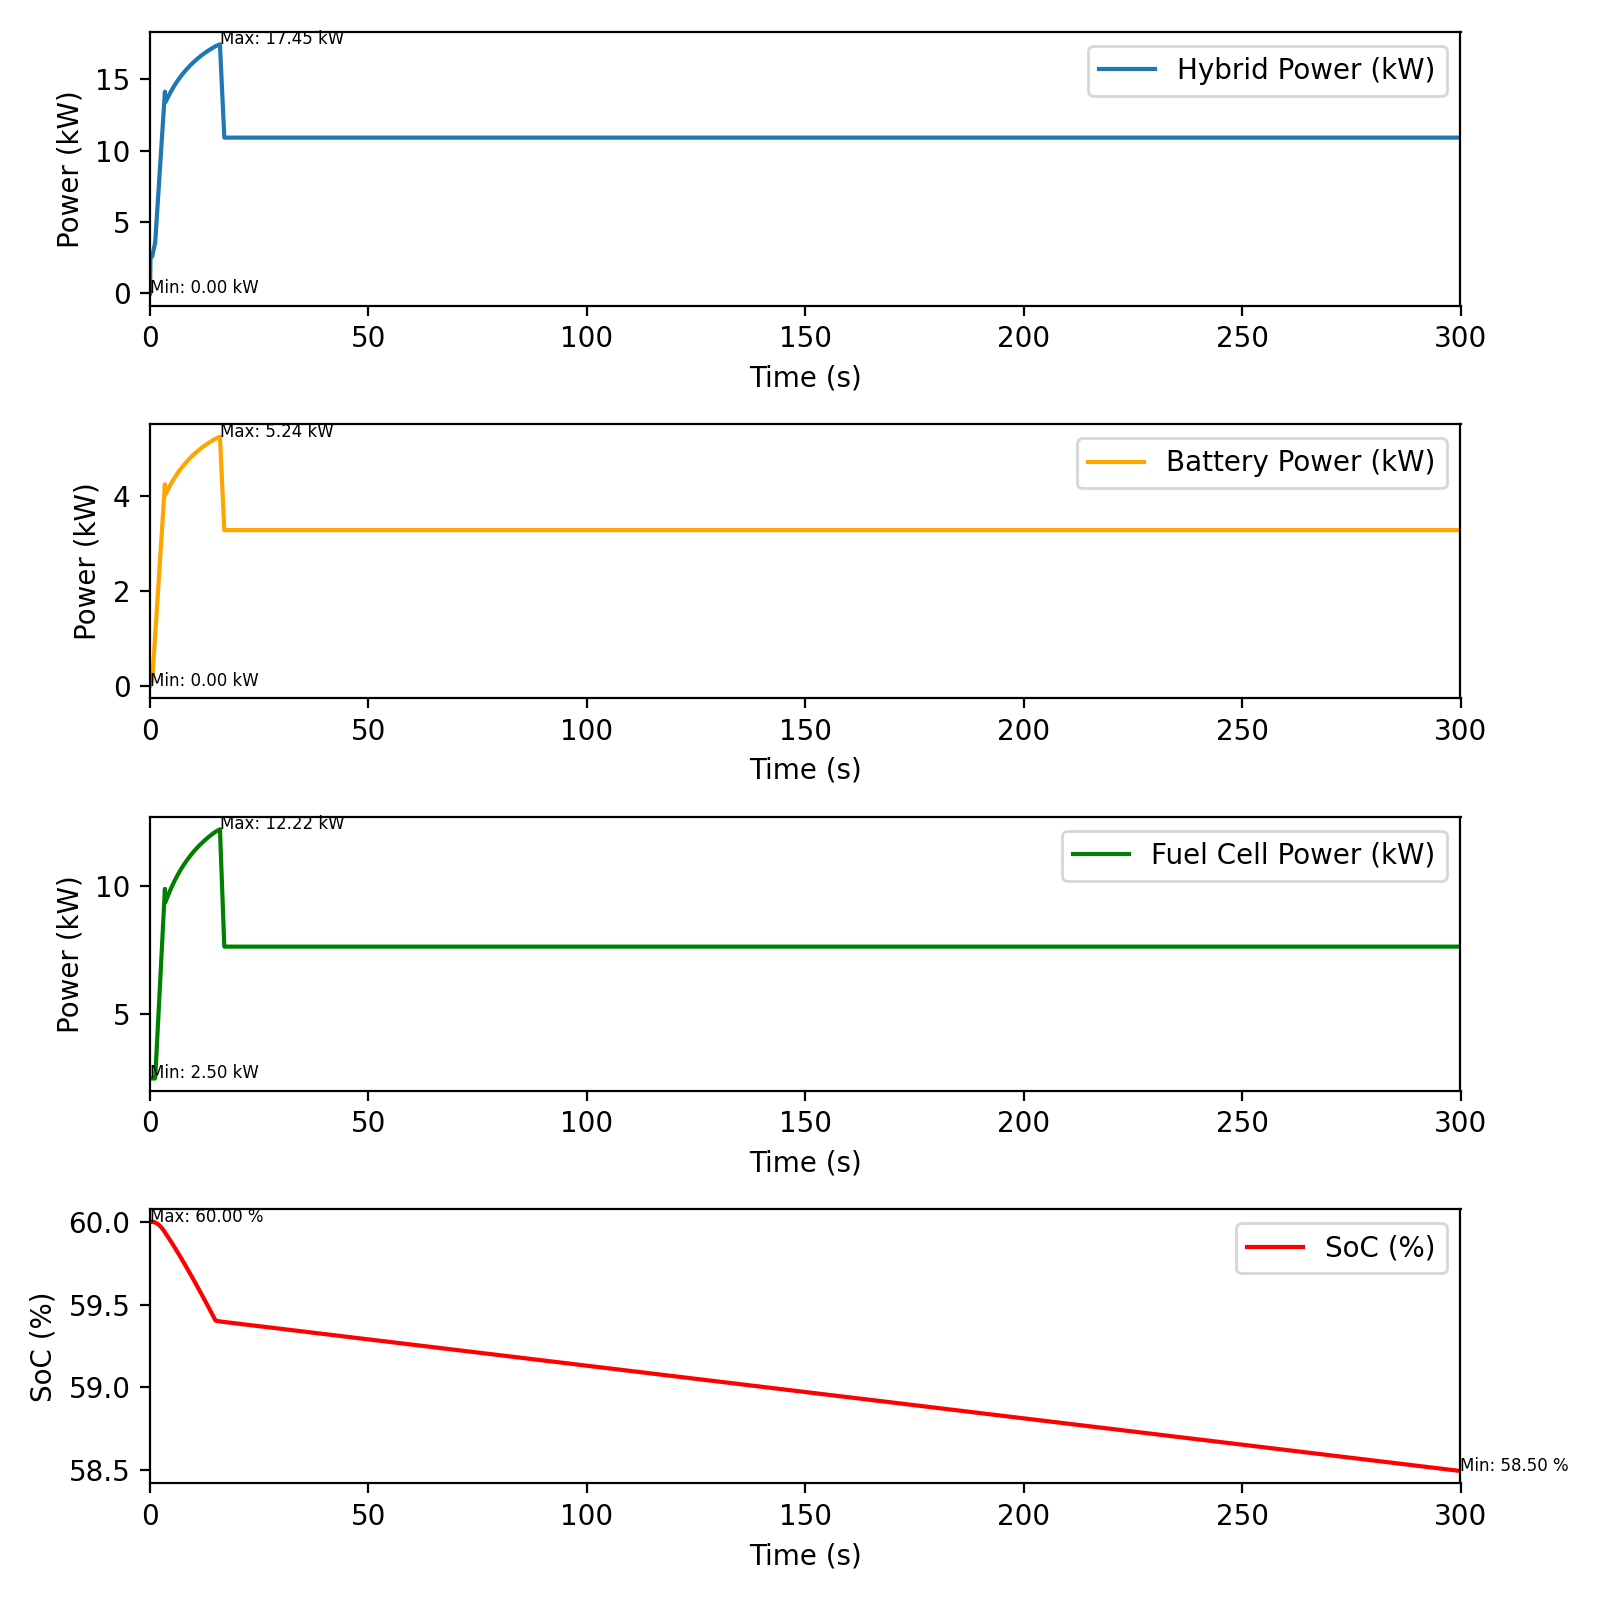 Max: 17.45 kW
Hybrid Power (kW)
15
10
5
0
Power (kW)
Min: 0.00 kW
0 50 100 150 200 250 300
Time (s)
Max: 5.24 kW
Battery Power (kW)
4
2
0
Power (kW)
Min: 0.00 kW
0 50 100 150 200 250 300
Time (s)
Max: 12.22 kW
Fuel Cell Power (kW)
10
5
Power (kW)
Min: 2.50 kW
0 50 100 150 200 250 300
Time (s)
Max: 60.00 %
SoC (%)
60.0
59.5
59.0
58.5
SoC (%)
Min: 58.50 %
0 50 100 150 200 250 300
Time (s)